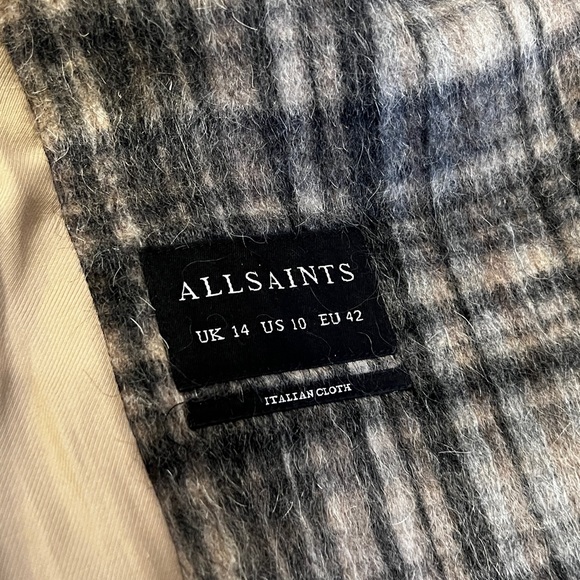 ALLSAINTS
UK 14 US 10 EU 42
ITALIAN CLOTH